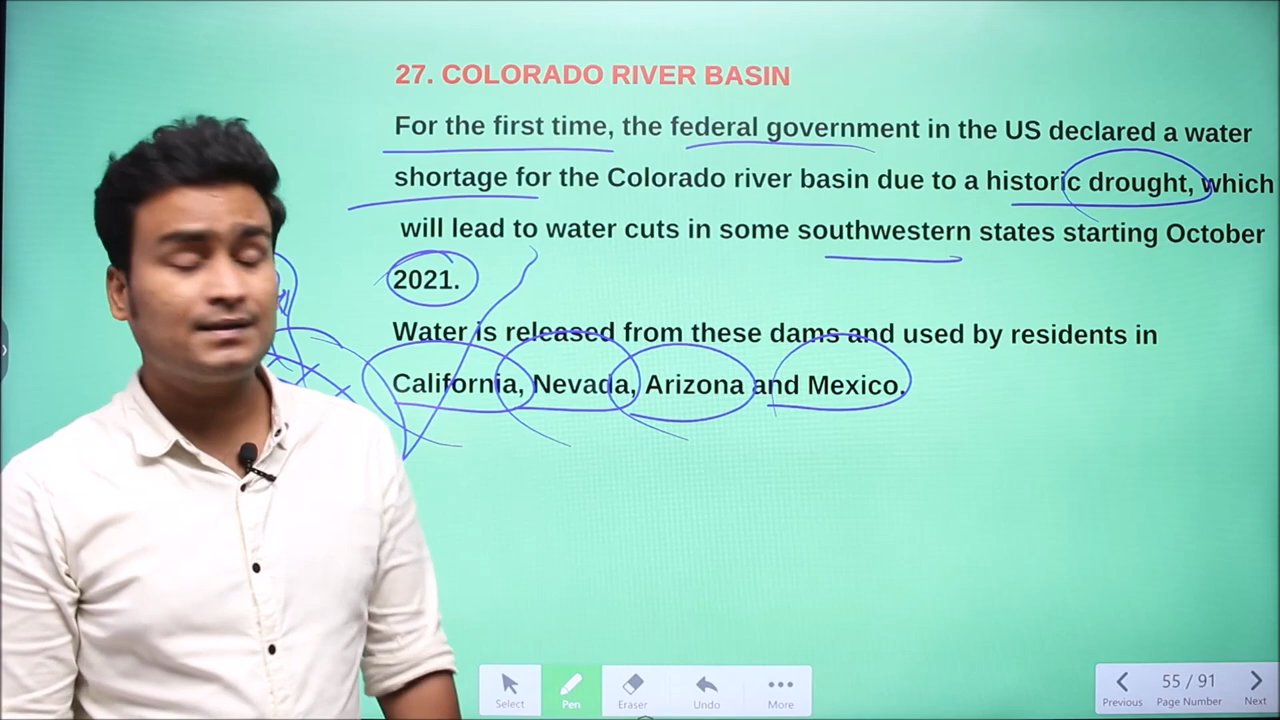 27. COLORADO RIVER BASIN
For the first time, the federal government in the US declared a water
shortage for the Colorado river basin due to a historic drought, which
will lead to water cuts in some southwestern states starting October
2021.
Water is released from these dams and used by residents in
California, Nevada, Arizona and Mexico.
Select Pen Eraser Undo More
55 / 91
Previous Page Number Next